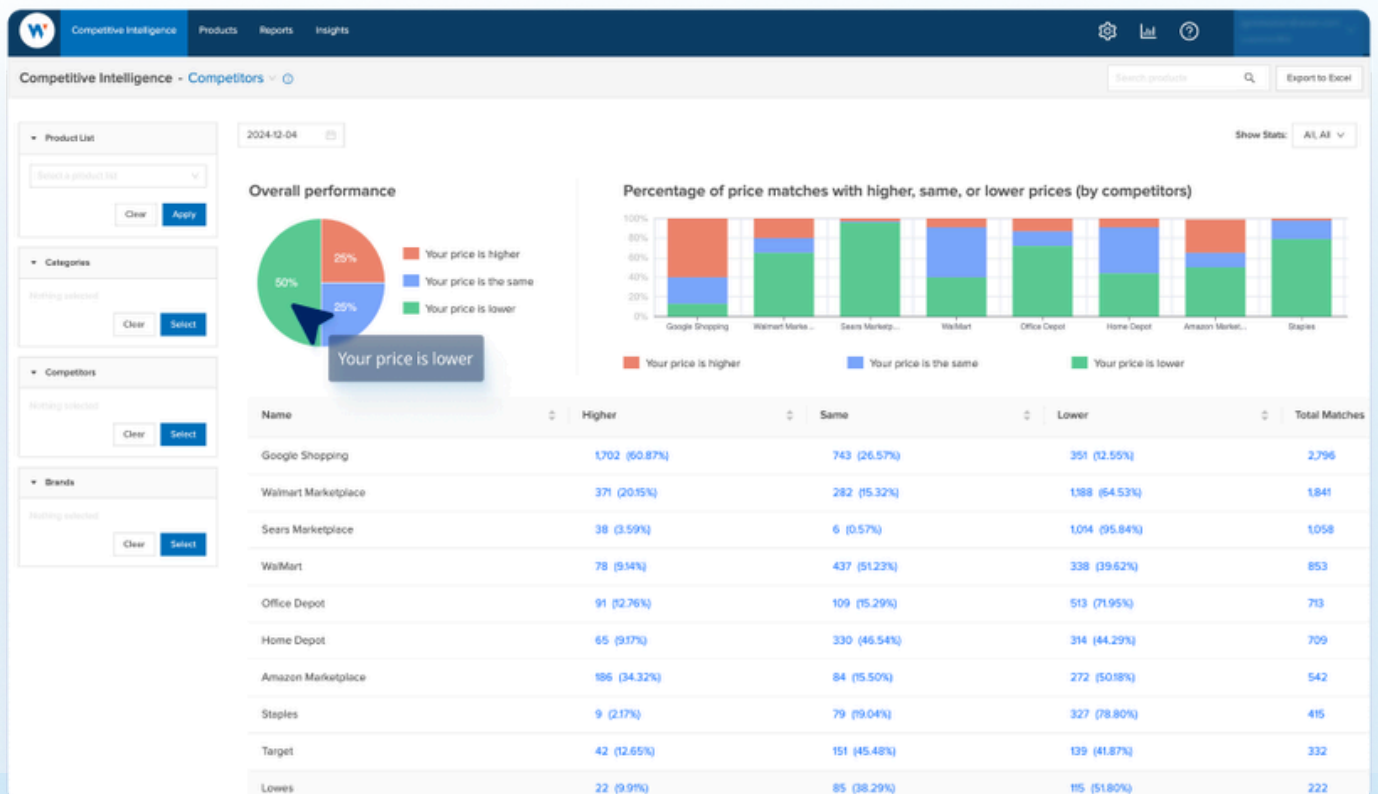 W
Competitive Intelligence Products Reports Insights
Competitive Intelligence - Competitors
Search products
Export to Excel
Product List
Select a product list
Clear Apply
Categories
Nothing selected
Clear Select
Competitors
Nothing selected
Clear Select
Brands
Nothing selected
Clear Select
2024-12-04
Show Stats: All, All
Overall performance
25%
50%
25%
Your price is higher
Your price is the same
Your price is lower
Your price is lower
Percentage of price matches with higher, same, or lower prices (by competitors)
100%
80%
60%
40%
20%
0%
Google Shopping Walmart Marke... Sears Marketp... WalMart Office Depot Home Depot Amazon Market... Staples
Your price is higher Your price is the same Your price is lower
Name Higher Same Lower Total Matches
Google Shopping 1,702 (60.87%) 743 (26.57%) 351 (12.55%) 2,796
Walmart Marketplace 371 (20.15%) 282 (15.32%) 1,188 (64.53%) 1,841
Sears Marketplace 38 (3.59%) 6 (0.57%) 1,014 (95.84%) 1,058
WalMart 78 (9.14%) 437 (51.23%) 338 (39.62%) 853
Office Depot 91 (12.76%) 109 (15.29%) 513 (71.95%) 713
Home Depot 65 (9.17%) 330 (46.54%) 314 (44.29%) 709
Amazon Marketplace 186 (34.32%) 84 (15.50%) 272 (50.18%) 542
Staples 9 (2.17%) 79 (19.04%) 327 (78.80%) 415
Target 42 (12.65%) 151 (45.48%) 139 (41.87%) 332
Lowes 22 (9.91%) 85 (38.29%) 115 (51.80%) 222